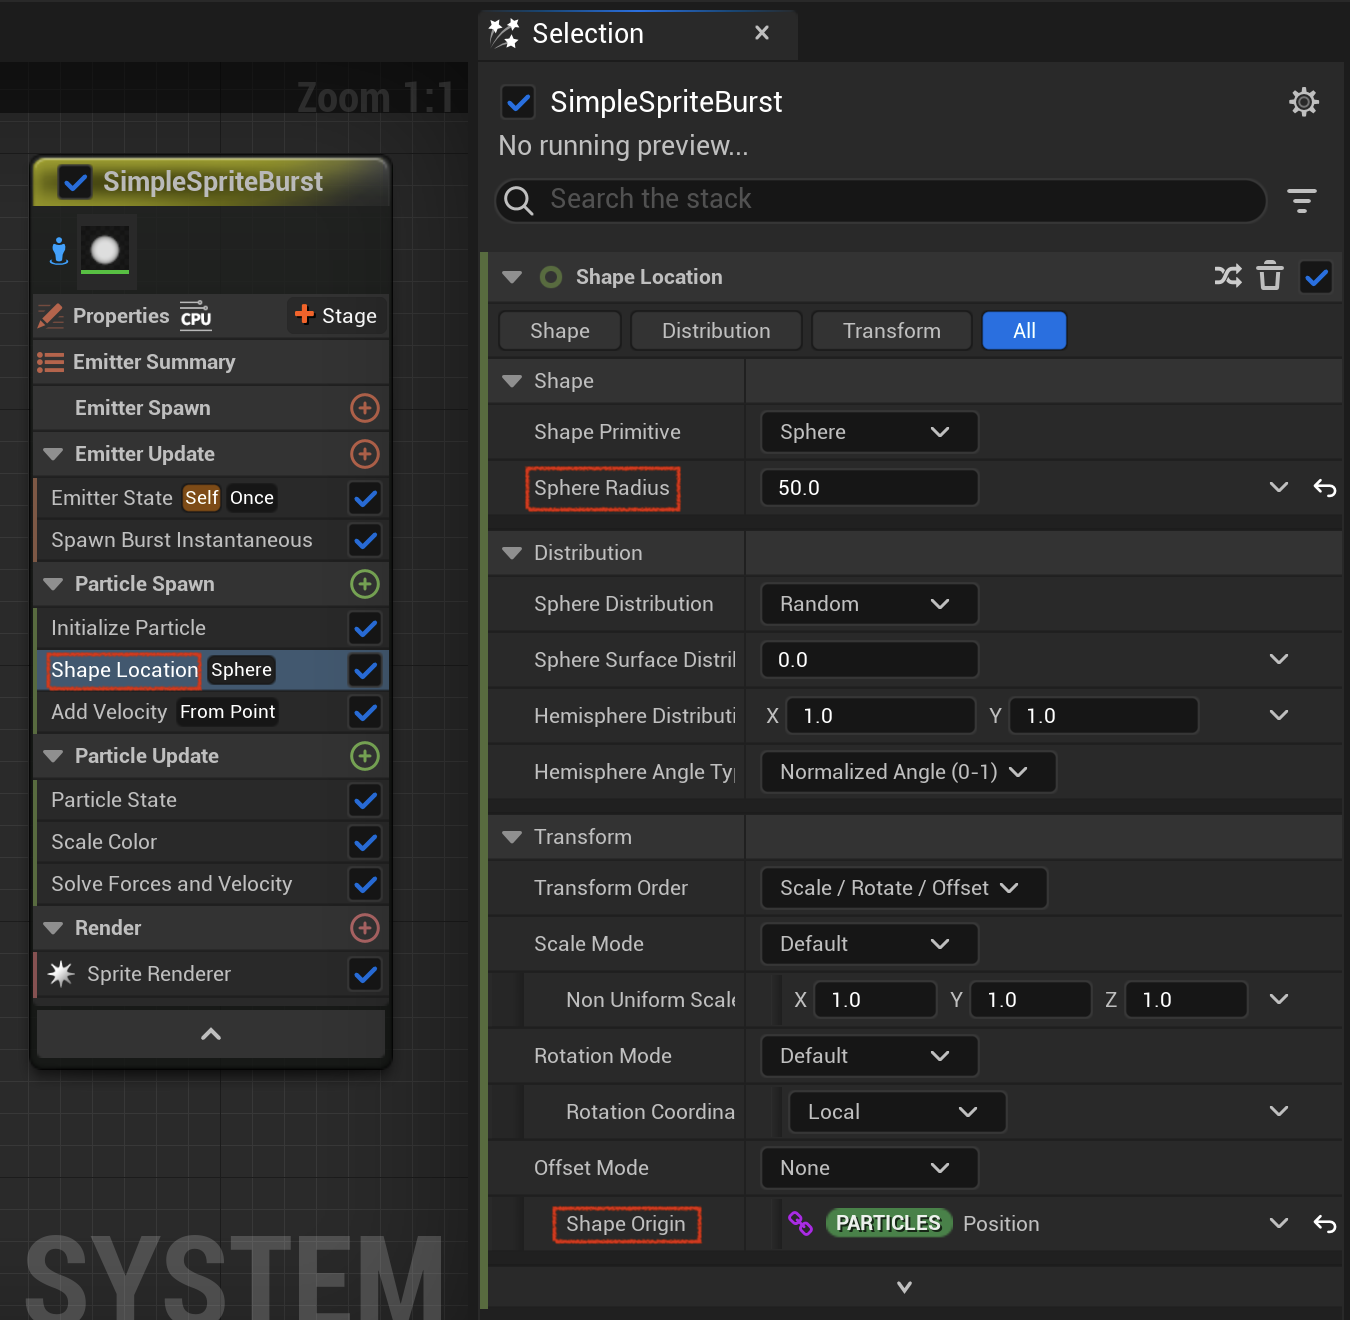 Zoom 1:1
SimpleSpriteBurst
Properties CPU Stage
Emitter Summary
Emitter Spawn
Emitter Update
Emitter State Self Once
Spawn Burst Instantaneous
Particle Spawn
Initialize Particle
Shape Location Sphere
Add Velocity From Point
Particle Update
Particle State
Scale Color
Solve Forces and Velocity
Render
Sprite Renderer
SYSTEM
Selection
SimpleSpriteBurst
No running preview...
Search the stack
Shape Location
Shape Distribution Transform All
Shape
Shape Primitive Sphere
Sphere Radius 50.0
Distribution
Sphere Distribution Random
Sphere Surface Distril 0.0
Hemisphere Distributi X 1.0 Y 1.0
Hemisphere Angle Ty Normalized Angle (0-1)
Transform
Transform Order Scale / Rotate / Offset
Scale Mode Default
Non Uniform Scale X 1.0 Y 1.0 Z 1.0
Rotation Mode Default
Rotation Coordina Local
Offset Mode None
Shape Origin PARTICLES Position